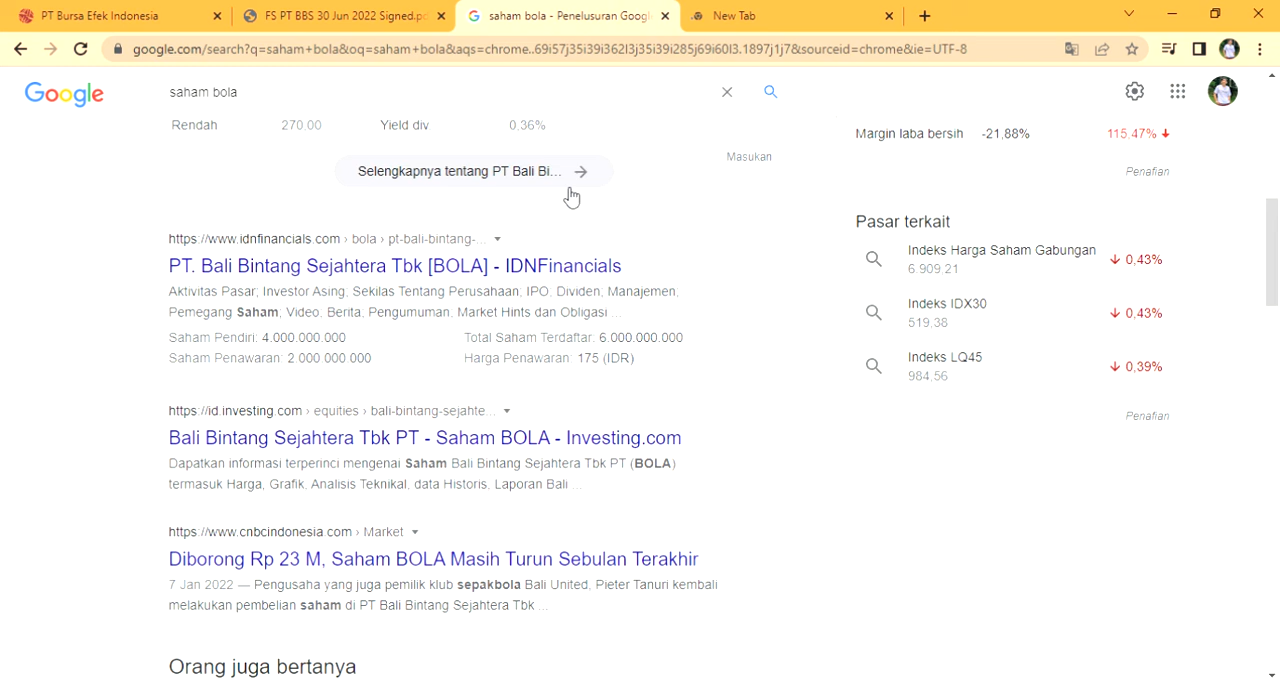 PT Bursa Efek Indonesia
FS PT BBS 30 Jun 2022 Signed.pd
saham bola - Penelusuran Googl
New Tab
google.com/search?q=saham+bola&oq=saham+bola&aqs=chrome..69i57j35i39i362l3j35i39i285j69i60l3.1897j1j7&sourceid=chrome&ie=UTF-8
Google
saham bola
Rendah 270.00 Yield div 0,36%
Margin laba bersih -21,88% 115.47%
Selengkapnya tentang PT Bali Bi...
Masukan
Penafian
Pasar terkait
Indeks Harga Saham Gabungan
6.909.21
0,43%
Indeks IDX30
519,38
0,43%
Indeks LQ45
984.56
0,39%
Penafian
https://www.idnfinancials.com › bola › pt-bali-bintang-...
PT. Bali Bintang Sejahtera Tbk [BOLA] - IDNFinancials
Aktivitas Pasar; Investor Asing; Sekilas Tentang Perusahaan; IPO, Dividen; Manajemen,
Pemegang Saham; Video, Berita, Pengumuman, Market Hints dan Obligasi ...
Saham Pendiri: 4.000.000.000 Total Saham Terdaftar: 6.000.000.000
Saham Penawaran: 2 000 000 000 Harga Penawaran: 175 (IDR)
https://id.investing.com › equities › bali-bintang-sejahte...
Bali Bintang Sejahtera Tbk PT - Saham BOLA - Investing.com
Dapatkan informasi terperinci mengenai Saham Bali Bintang Sejahtera Tbk PT (BOLA)
termasuk Harga, Grafik, Analisis Teknikal, data Historis, Laporan Bali ...
https://www.cnbcindonesia.com › Market
Diborong Rp 23 M, Saham BOLA Masih Turun Sebulan Terakhir
7 Jan 2022 — Pengusaha yang juga pemilik klub sepakbola Bali United, Pieter Tanuri kembali
melakukan pembelian saham di PT Bali Bintang Sejahtera Tbk ...
Orang juga bertanya